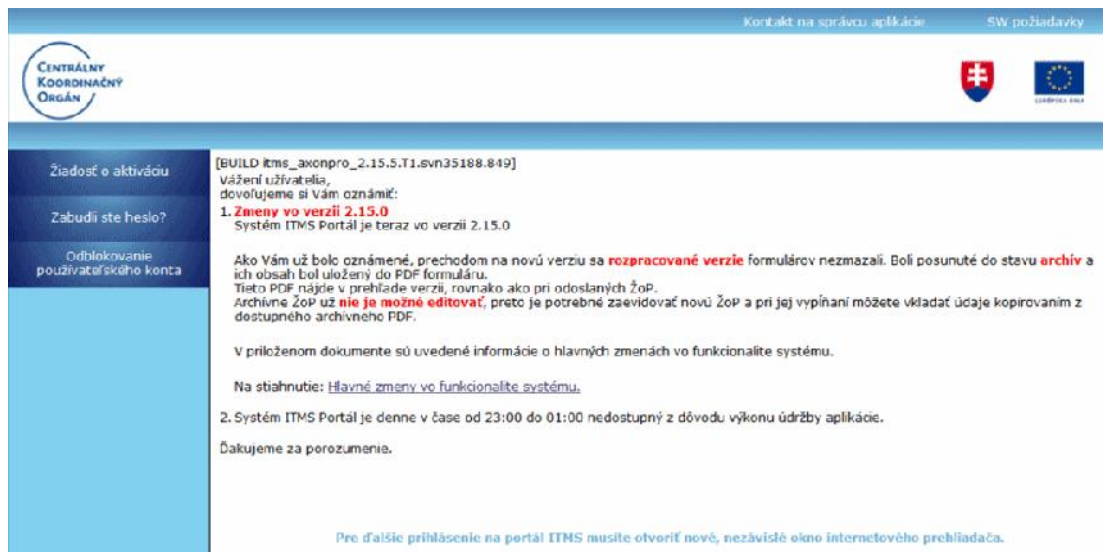 Kontakt na správcu aplikácie SW požiadavky
CENTRÁLNY
KOORDINAČNÝ
ORGÁN
EURÓPSKA ÚNIA
Žiadosť o aktiváciu
Zabudli ste heslo?
Odblokovanie
používateľského konta
[BUILD itms_axonpro_2.15.5.T1.svn35188.849]
Vážení užívatelia,
dovoľujeme si Vám oznámiť:
1. Zmeny vo verzii 2.15.0
Systém ITMS Portál je teraz vo verzii 2.15.0
Ako Vám už bolo oznámené, prechodom na novú verziu sa rozpracované verzie formulárov nezmazali. Boli posunuté do stavu archív a
ich obsah bol uložený do PDF formuláru.
Tieto PDF nájde v prehľade verzií, rovnako ako pri odoslaných ŽoP.
Archívne ŽoP už nie je možné editovať, preto je potrebné zaevidovať novú ŽoP a pri jej vypĺňaní môžete vkladať údaje kopírovaním z
dostupného archívneho PDF.
V priloženom dokumente sú uvedené informácie o hlavných zmenách vo funkcionalite systému.
Na stiahnutie: Hlavné zmeny vo funkcionalite systému.
2. Systém ITMS Portál je denne v čase od 23:00 do 01:00 nedostupný z dôvodu výkonu údržby aplikácie.
Ďakujeme za porozumenie.
Pre ďalšie prihlásenie na portál ITMS musíte otvoriť nové, nezávislé okno internetového prehliadača.